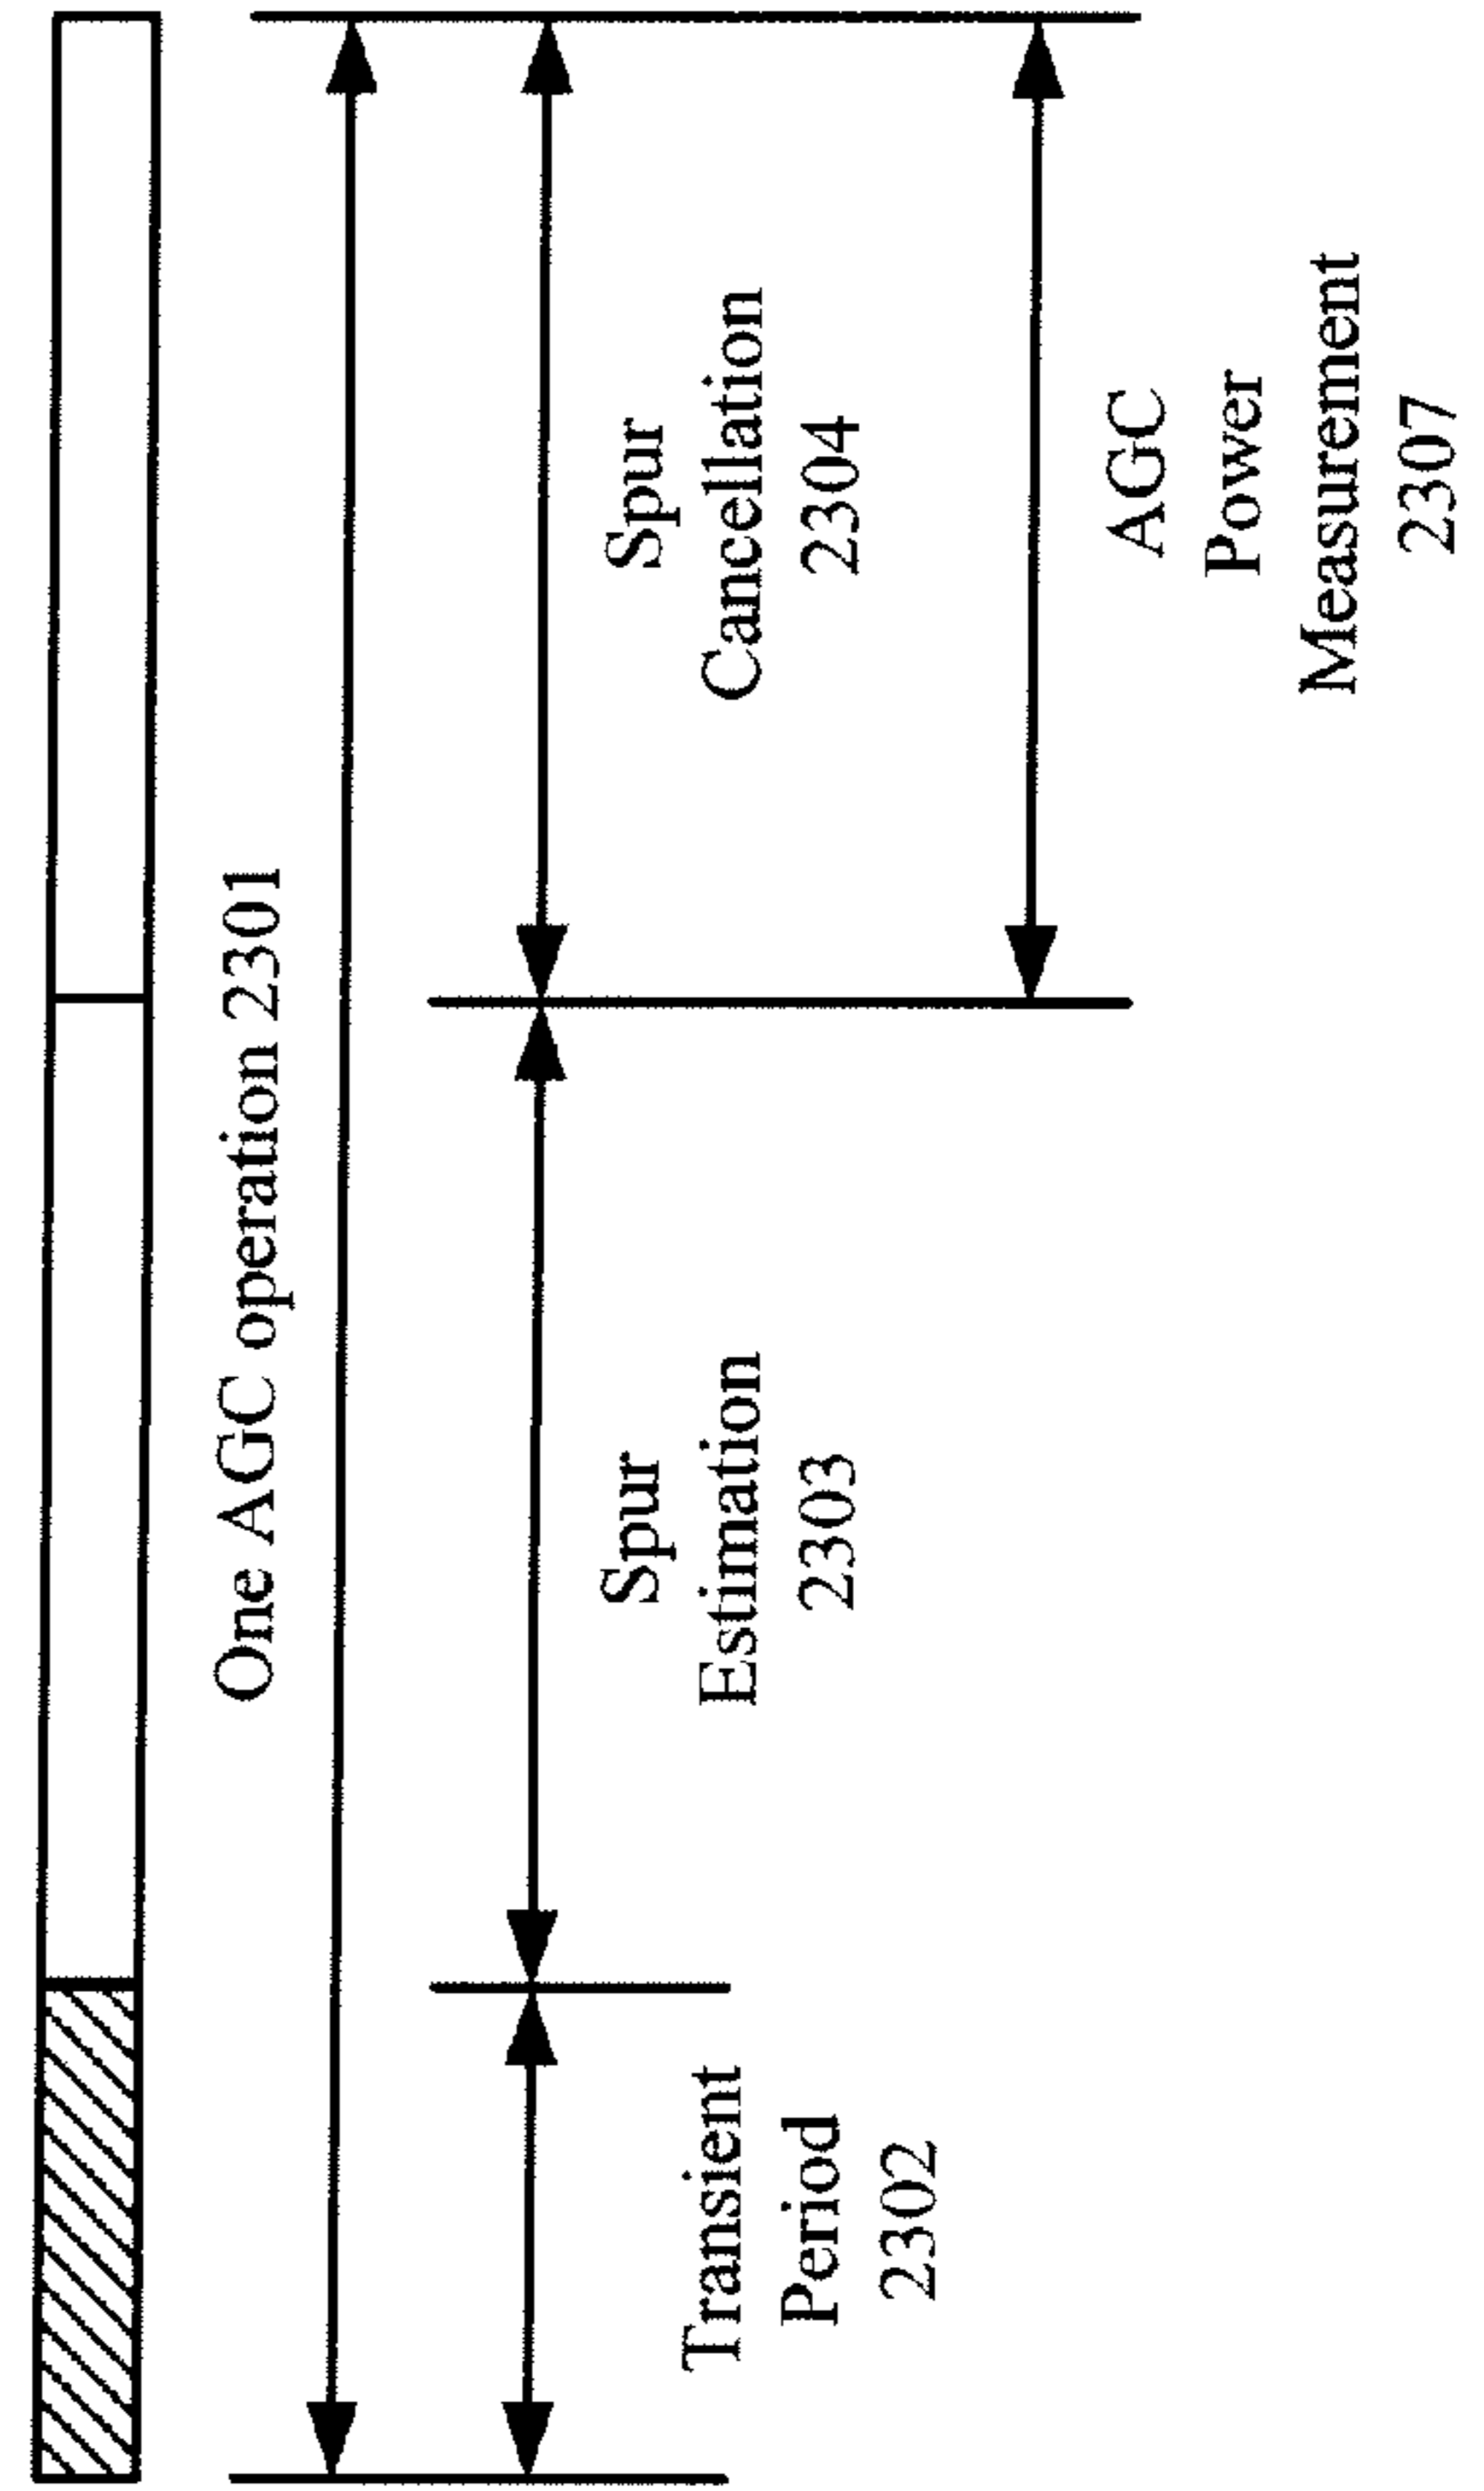 One AGC operation 2301
Transient
Period
2302
Spur
Estimation
2303
Spur
Cancellation
2304
AGC
Power
Measurement
2307